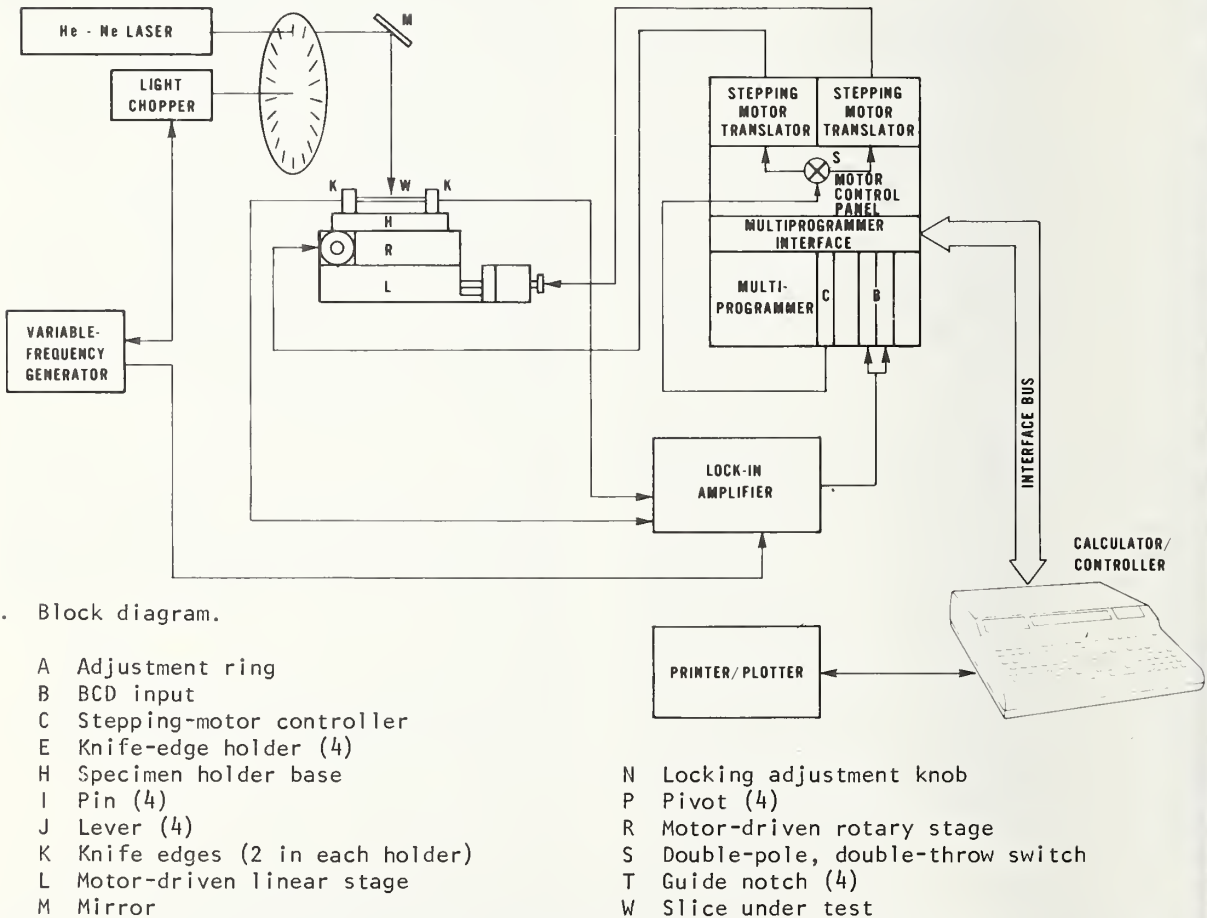 He - Ne LASER
M
LIGHT
CHOPPER
STEPPING
MOTOR
TRANSLATOR
STEPPING
MOTOR
TRANSLATOR
S
MOTOR
CONTROL
PANEL
K
W
K
H
R
L
MULTIPROGRAMMER
INTERFACE
MULTI-
PROGRAMMER
C
B
VARIABLE-
FREQUENCY
GENERATOR
INTERFACE BUS
LOCK-IN
AMPLIFIER
CALCULATOR/
CONTROLLER
PRINTER/PLOTTER
. Block diagram.
A Adjustment ring
B BCD input
C Stepping-motor controller
E Knife-edge holder (4)
H Specimen holder base
I Pin (4)
J Lever (4)
K Knife edges (2 in each holder)
L Motor-driven linear stage
M Mirror
N Locking adjustment knob
P Pivot (4)
R Motor-driven rotary stage
S Double-pole, double-throw switch
T Guide notch (4)
W Slice under test